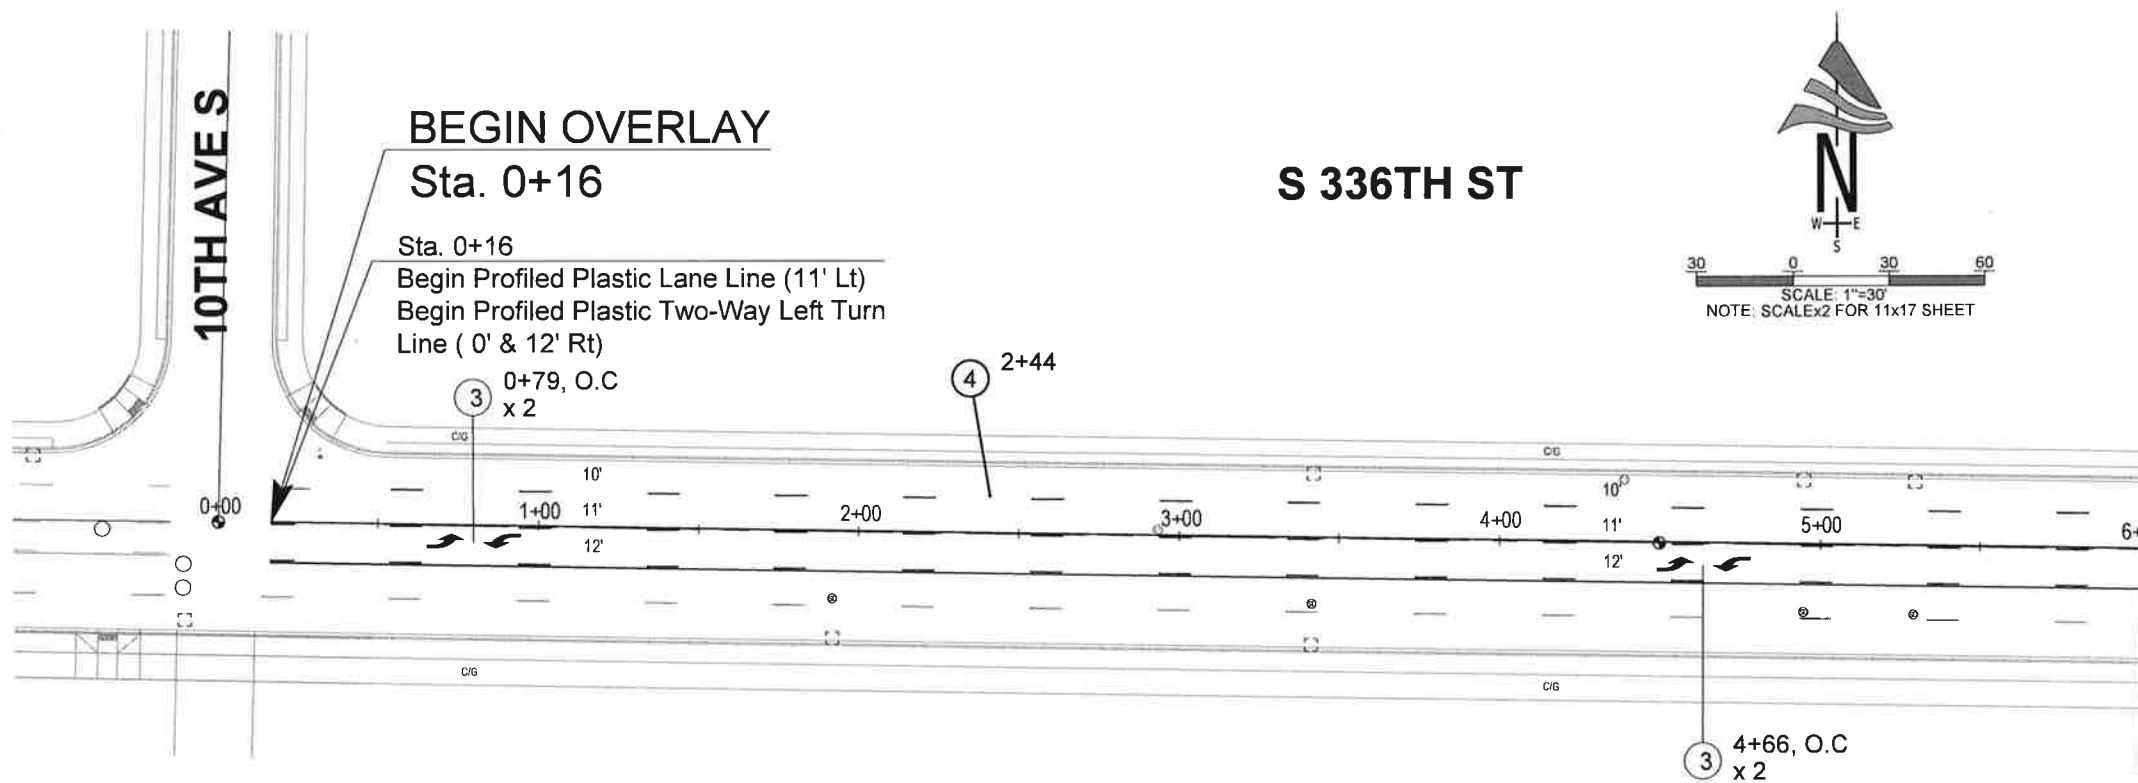 10TH AVE S
BEGIN OVERLAY
Sta. 0+16
S 336TH ST
N
W E
S
30 0 30 60
SCALE: 1"=30'
NOTE: SCALEx2 FOR 11x17 SHEET
Sta. 0+16
Begin Profiled Plastic Lane Line (11' Lt)
Begin Profiled Plastic Two-Way Left Turn
Line ( 0' & 12' Rt)
3 0+79, O.C
x 2
4 2+44
C/G
C/G
10'
10'
0+00 1+00 11' 2+00 3+00 4+00 11' 5+00 6+
12'
12'
C/G
C/G
3 4+66, O.C
x 2